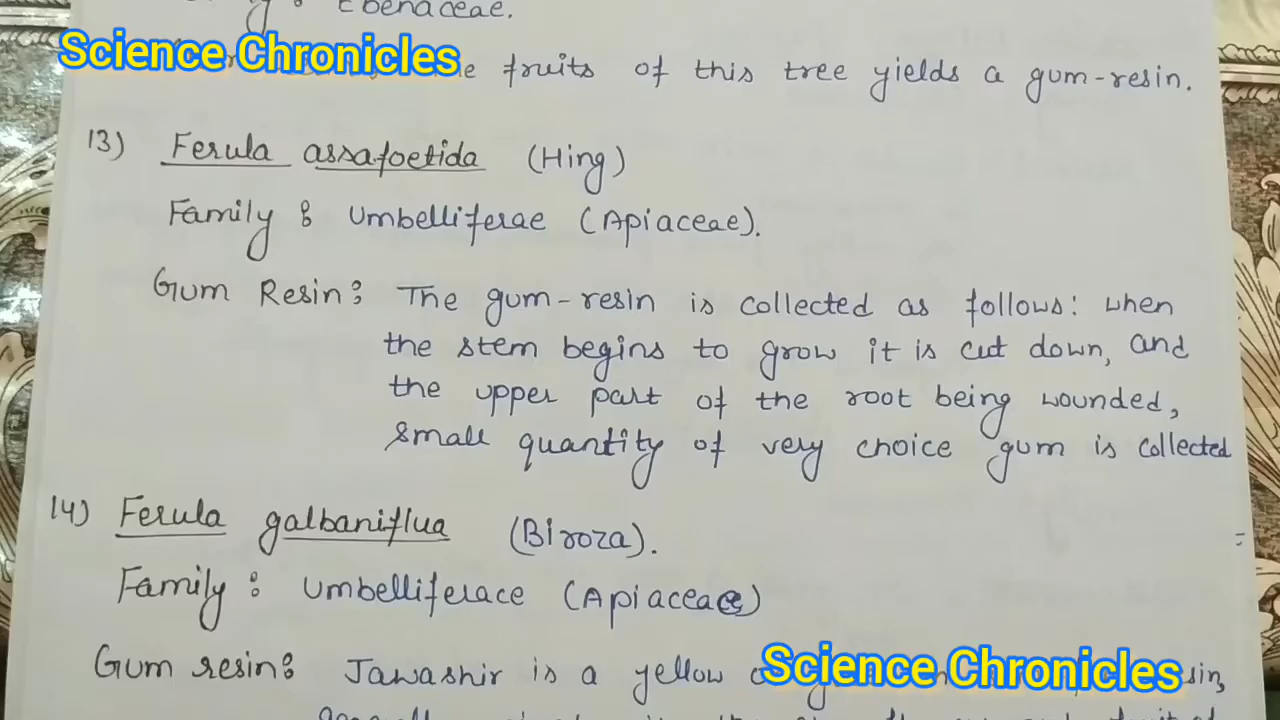 Ebenaceae.
Science Chronicles
fruits of this tree yields a gum-resin.
13) Ferula assafoetida (Hing)
Family : Umbelliferae (Apiaceae).
Gum Resin : The gum-resin is collected as follows: when
the stem begins to grow it is cut down, and
the upper part of the root being wounded,
small quantity of very choice gum is collected
14) Ferula galbaniflua (Biroza).
Family : Umbelliferace (Apiaceae)
Gum resin : Jawashir is a yellow
Science Chronicles